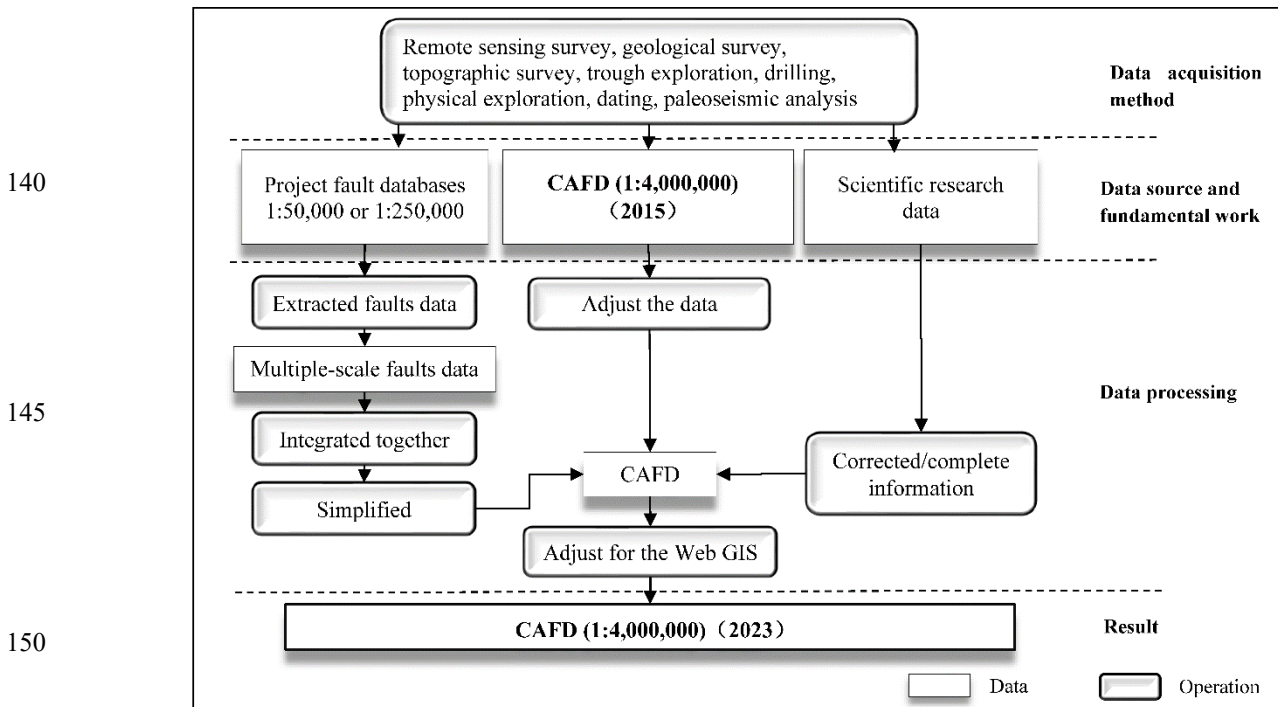 Remote sensing survey, geological survey,
topographic survey, trough exploration, drilling,
physical exploration, dating, paleoseismic analysis
Data acquisition
method
140
Project fault databases
1:50,000 or 1:250,000
CAFD (1:4,000,000)
（2015）
Scientific research
data
Data source and
fundamental work
Extracted faults data
Adjust the data
Multiple-scale faults data
145
Data processing
Integrated together
Corrected/complete
information
CAFD
Simplified
Adjust for the Web GIS
150
CAFD (1:4,000,000)（2023）
Result
Data
Operation